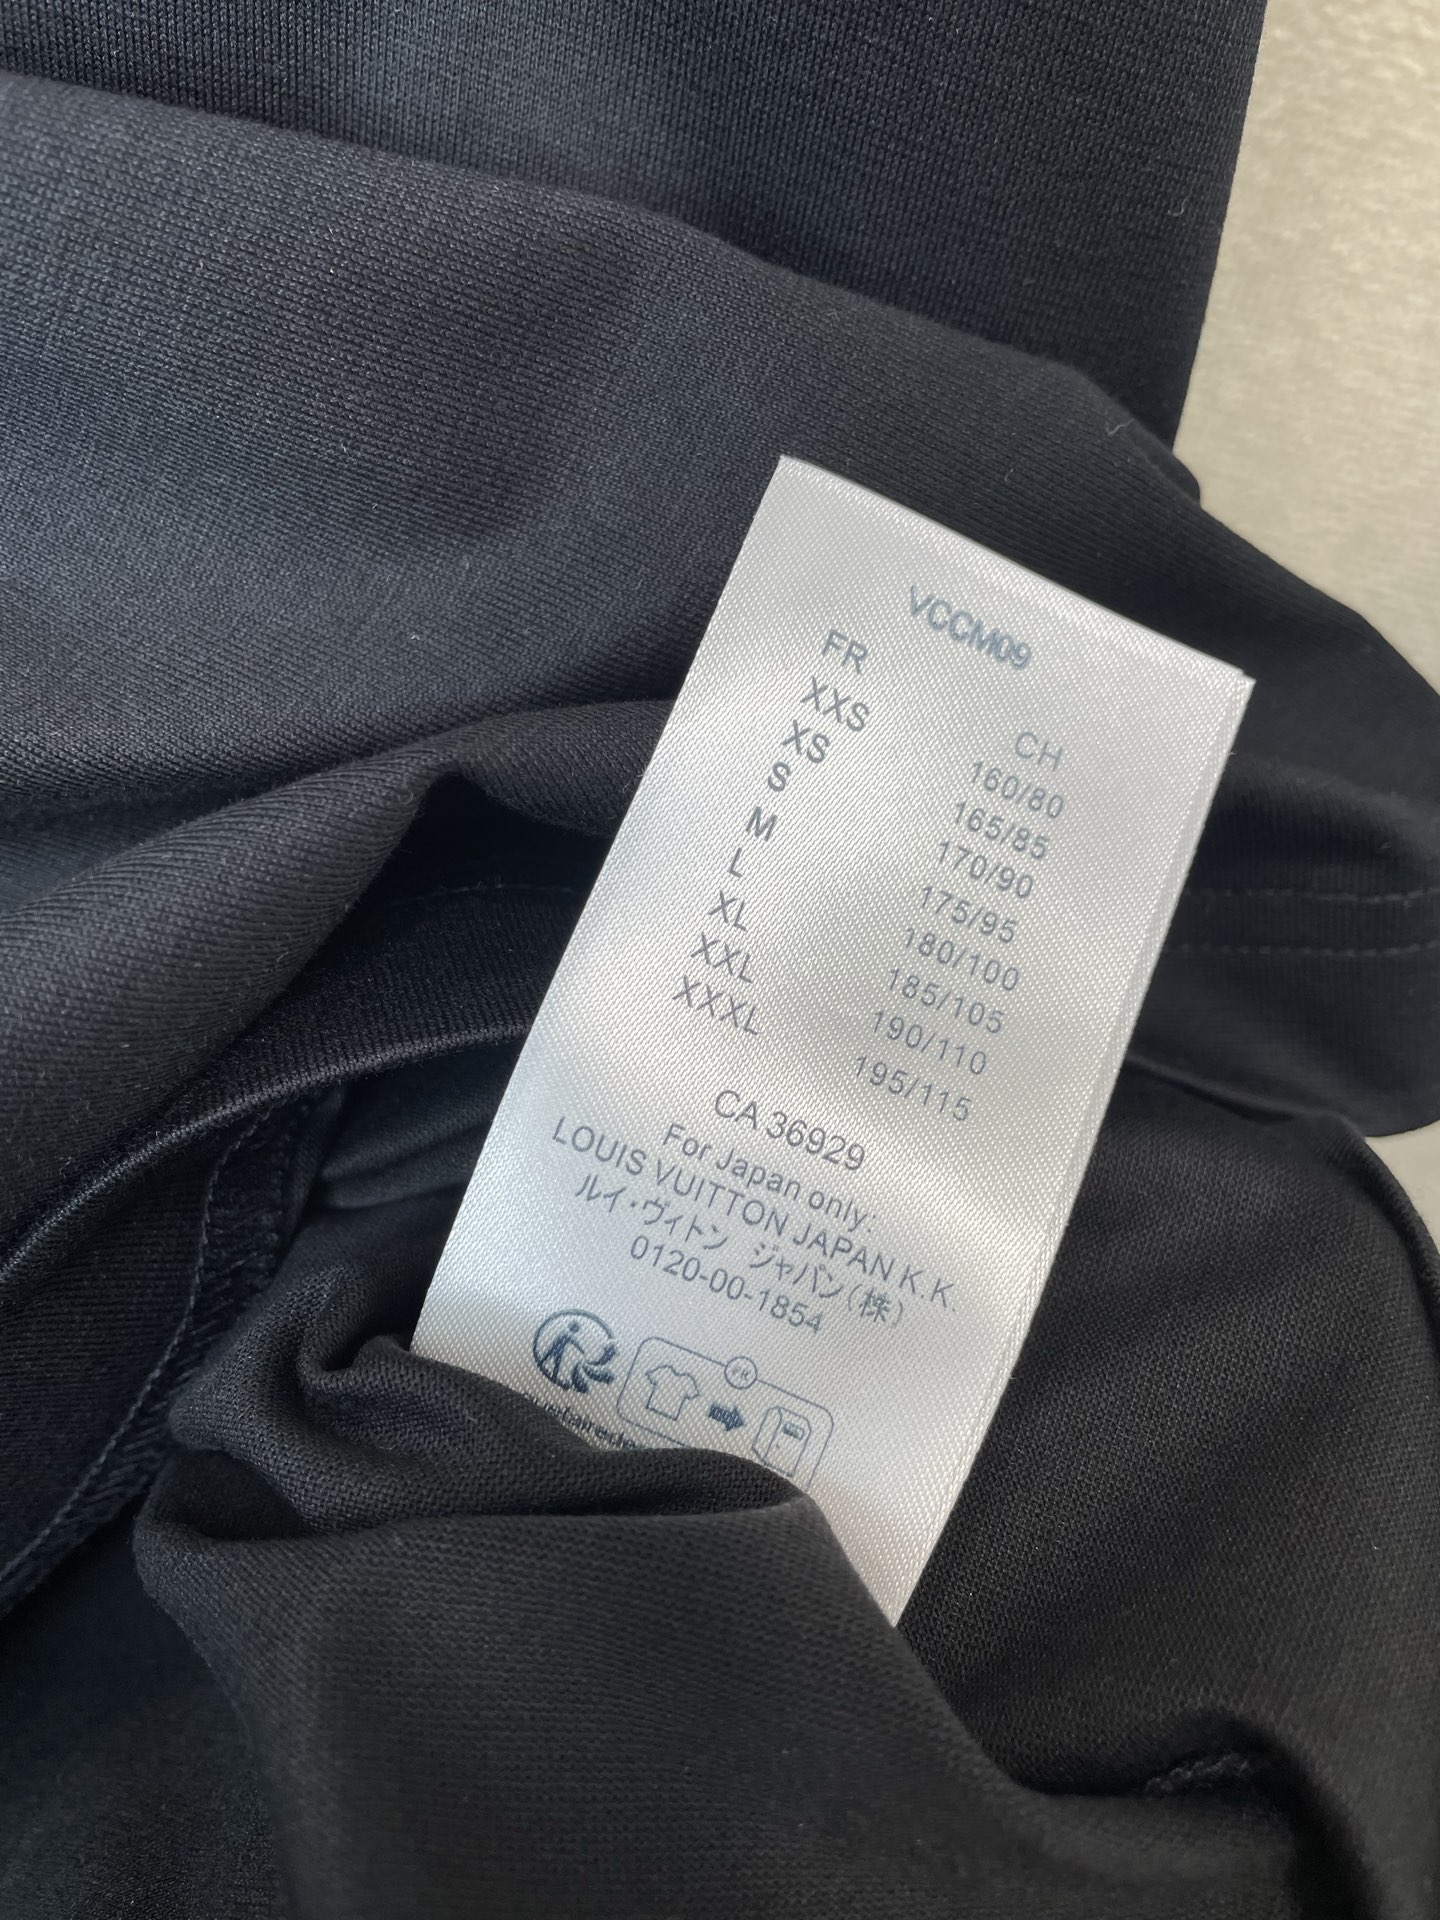 VCCM09
FR CH
XXS 160/80
XS 165/85
S 170/90
M 175/95
L 180/100
XL 185/105
XXL 190/110
XXXL 195/115
CA 36929
For Japan only:
LOUIS VUITTON JAPAN K.K.
ルイ・ヴィトン ジャパン(株)
0120-00-1854
FR